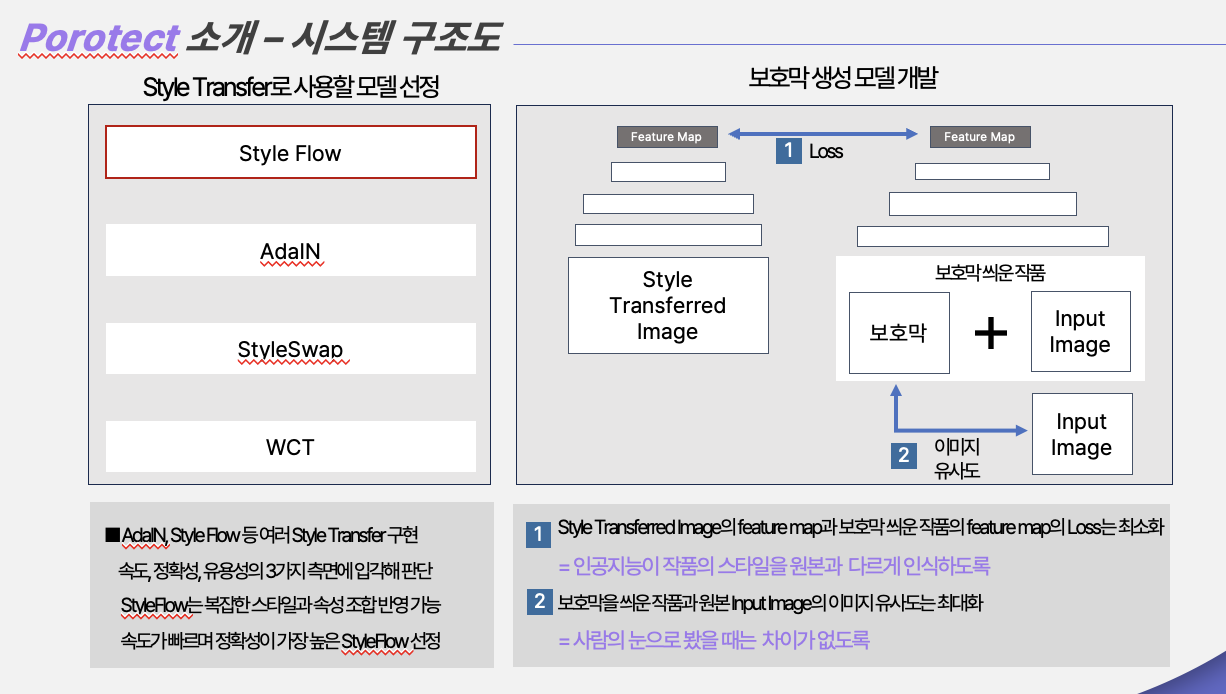 Porotect 소개 – 시스템 구조도
Style Transfer로 사용할 모델 선정
Style Flow
AdaIN
StyleSwap
WCT
■AdaIN, Style Flow 등 여러 Style Transfer 구현
속도, 정확성, 유용성의 3가지 측면에 입각해 판단
StyleFlow는 복잡한 스타일과 속성 조합 반영 가능
속도가 빠르며 정확성이 가장 높은 StyleFlow 선정
보호막 생성 모델 개발
Feature Map
Feature Map
1 Loss
Style
Transferred
Image
보호막 씌운 작품
보호막
+
Input
Image
Input
Image
2 이미지
유사도
1 Style Transferred Image의 feature map과 보호막 씌운 작품의 feature map의 Loss는 최소화
= 인공지능이 작품의 스타일을 원본과 다르게 인식하도록
2 보호막을 씌운 작품과 원본 Input Image의 이미지 유사도는 최대화
= 사람의 눈으로 봤을 때는 차이가 없도록